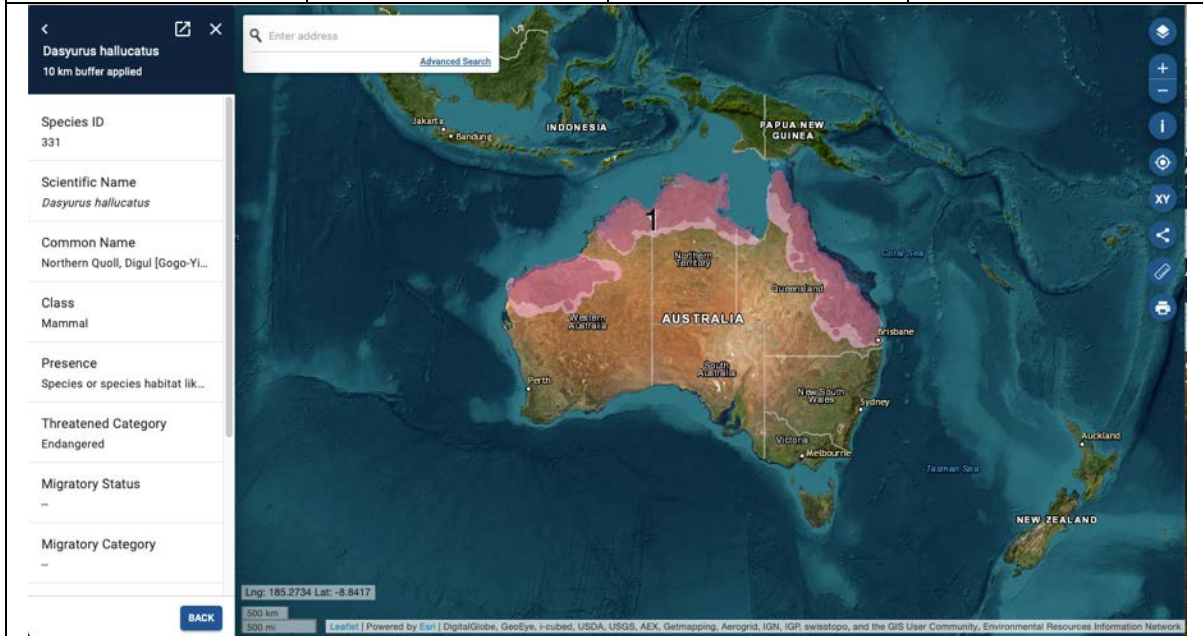 Dasyurus hallucatus
10 km buffer applied
Species ID
331
Scientific Name
Dasyurus hallucatus
Common Name
Northern Quoll, Digul [Gogo-Yi...
Class
Mammal
Presence
Species or species habitat lik...
Threatened Category
Endangered
Migratory Status
--
Migratory Category
--
BACK
Enter address
Advanced Search
Jakarta
Bandung
INDONESIA
PAPUA NEW
GUINEA
1
Northern
Territory
Coral Sea
Queensland
Western
Australia
AUSTRALIA
Brisbane
South
Australia
Perth
New South
Wales
Sydney
Victoria
Melbourne
Auckland
Tasman Sea
NEW ZEALAND
+
−
i
XY
Lng: 185.2734 Lat: -8.8417
500 km
500 mi
Leaflet | Powered by Esri | DigitalGlobe, GeoEye, i-cubed, USDA, USGS, AEX, Getmapping, Aerogrid, IGN, IGP, swisstopo, and the GIS User Community, Environmental Resources Information Network